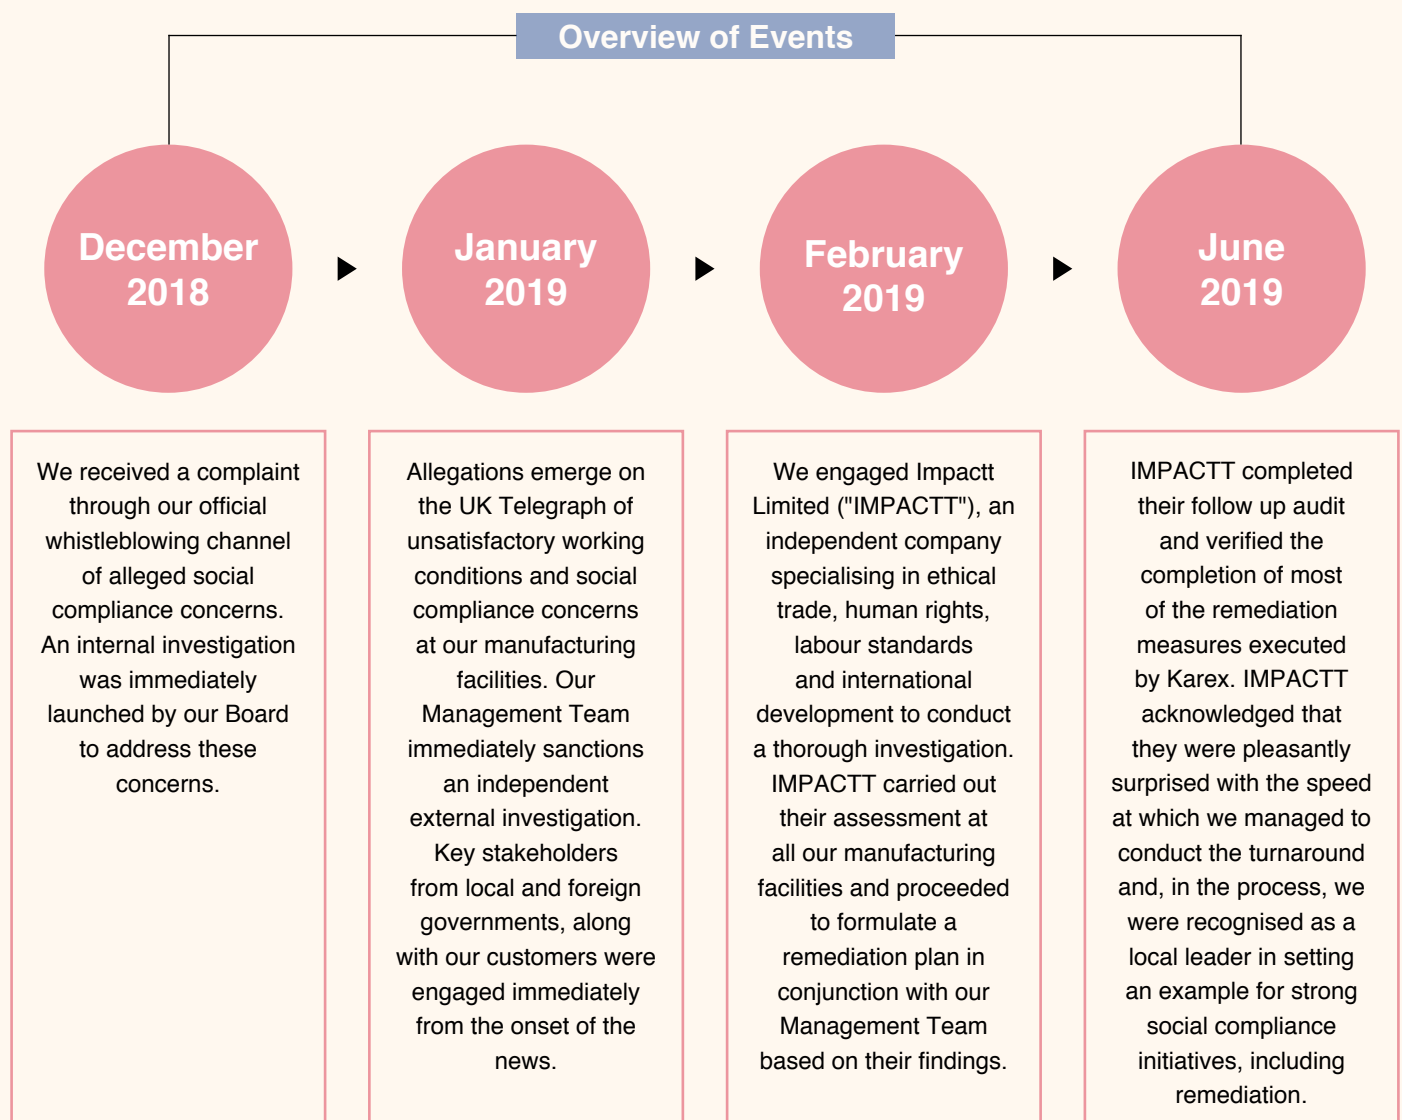 Overview of Events
December
2018
January
2019
February
2019
June
2019
We received a complaint
through our official
whistleblowing channel
of alleged social
compliance concerns.
An internal investigation
was immediately
launched by our Board
to address these
concerns.
Allegations emerge on
the UK Telegraph of
unsatisfactory working
conditions and social
compliance concerns
at our manufacturing
facilities. Our
Management Team
immediately sanctions
an independent
external investigation.
Key stakeholders
from local and foreign
governments, along
with our customers were
engaged immediately
from the onset of the
news.
We engaged Impactt
Limited ("IMPACTT"), an
independent company
specialising in ethical
trade, human rights,
labour standards
and international
development to conduct
a thorough investigation.
IMPACTT carried out
their assessment at
all our manufacturing
facilities and proceeded
to formulate a
remediation plan in
conjunction with our
Management Team
based on their findings.
IMPACTT completed
their follow up audit
and verified the
completion of most
of the remediation
measures executed
by Karex. IMPACTT
acknowledged that
they were pleasantly
surprised with the speed
at which we managed to
conduct the turnaround
and, in the process, we
were recognised as a
local leader in setting
an example for strong
social compliance
initiatives, including
remediation.